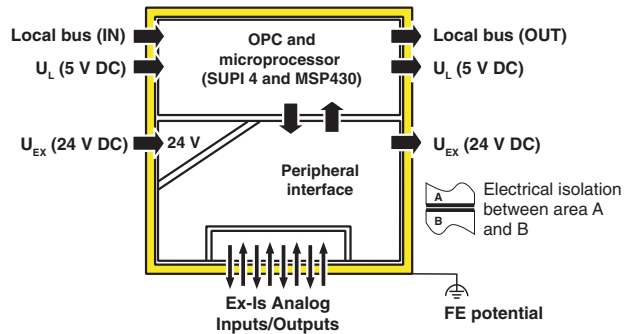 Local bus (IN)
OPC and
microprocessor
(SUPI 4 and MSP430)
Local bus (OUT)
U_L (5 V DC)
U_L (5 V DC)
U_EX (24 V DC)
24 V
U_EX (24 V DC)
Peripheral
interface
A
B
Electrical isolation
between area A
and B
Ex-Is Analog
Inputs/Outputs
FE potential